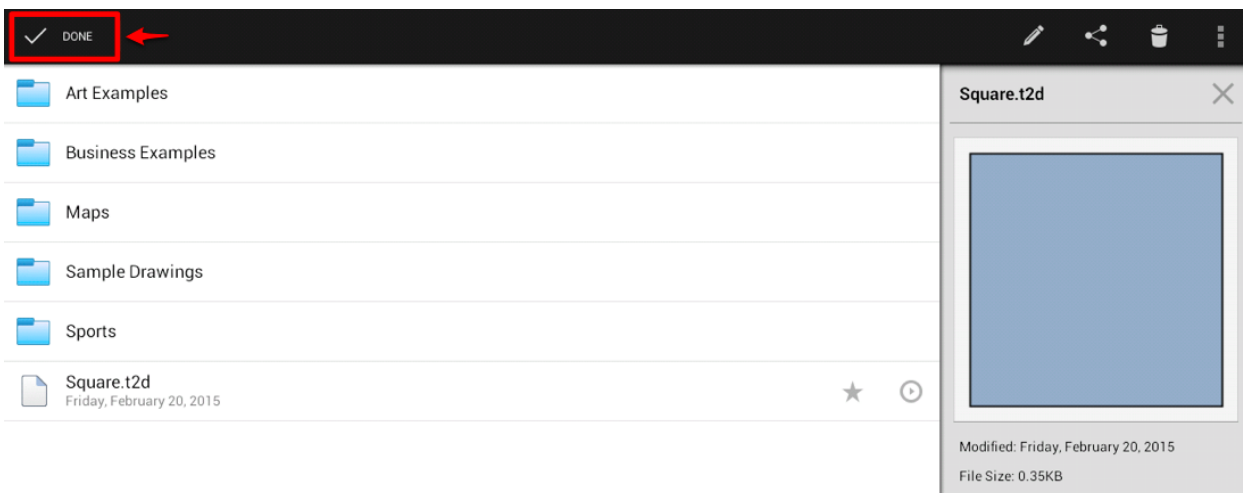 DONE
Art Examples
Business Examples
Maps
Sample Drawings
Sports
Square.t2d
Friday, February 20, 2015
Square.t2d
Modified: Friday, February 20, 2015
File Size: 0.35KB